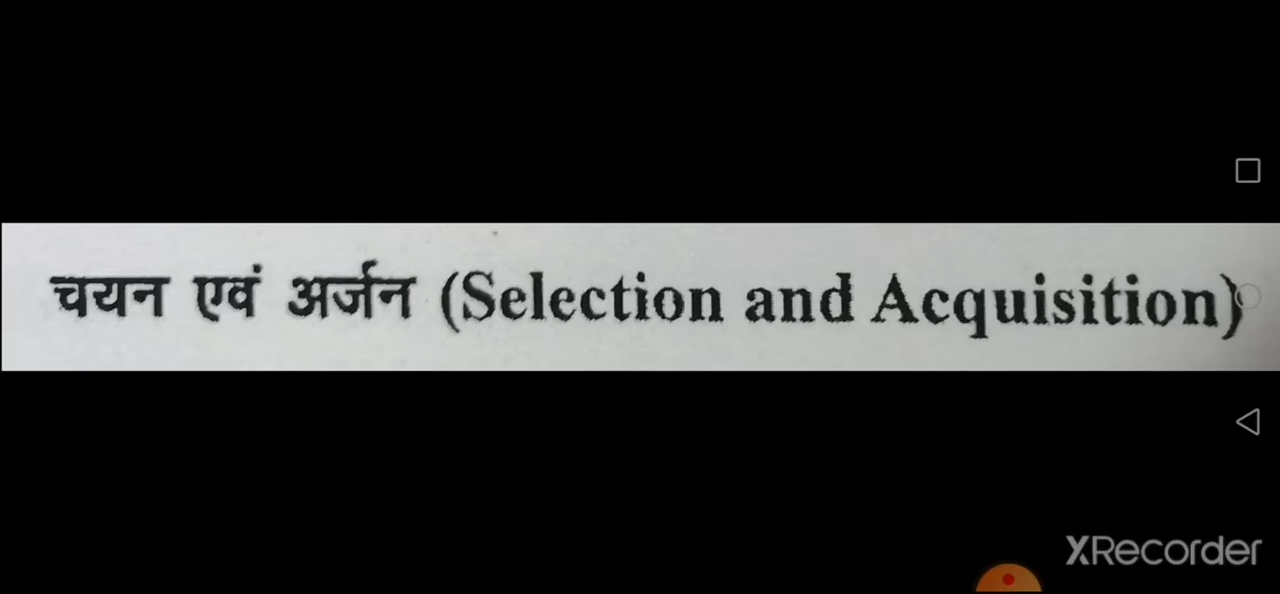 चयन एवं अर्जन (Selection and Acquisition)
XRecorder